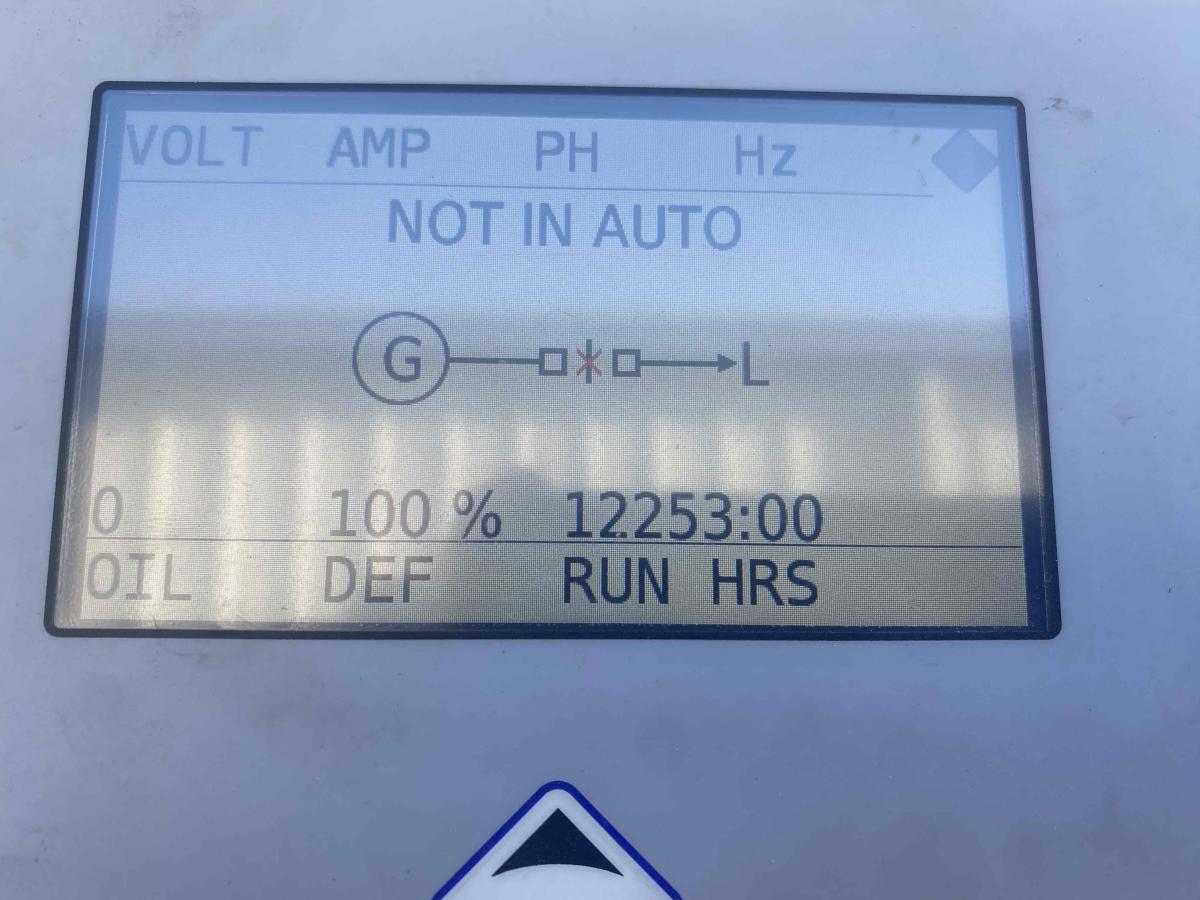 VOLT AMP PH Hz
NOT IN AUTO
G L
0 100 % 12253:00
OIL DEF RUN HRS